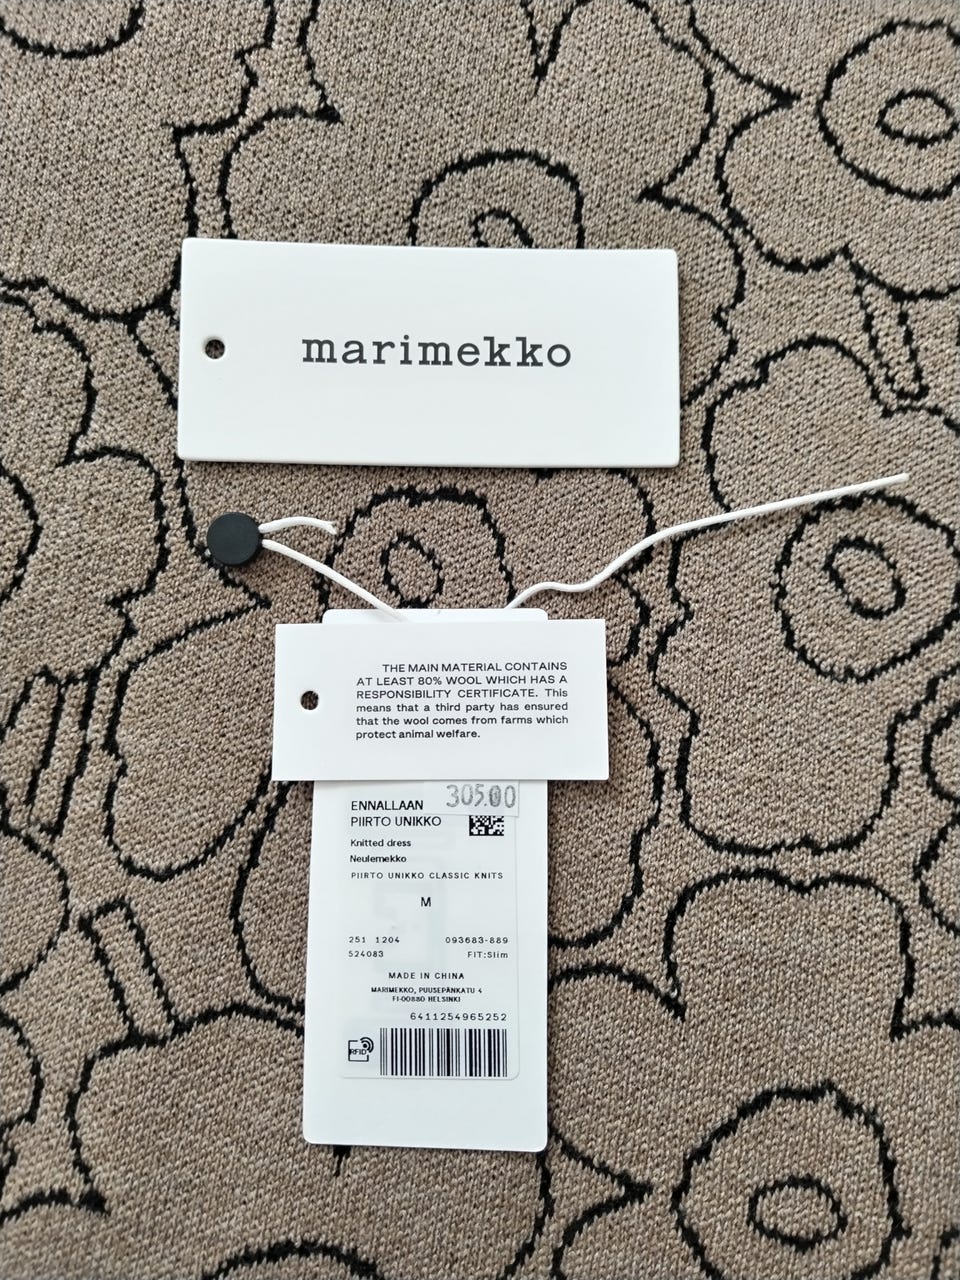 marimekko
THE MAIN MATERIAL CONTAINS
AT LEAST 80% WOOL WHICH HAS A
RESPONSIBILITY CERTIFICATE. This
means that a third party has ensured
that the wool comes from farms which
protect animal welfare.
305.00
ENNALLAAN
PIIRTO UNIKKO
Knitted dress
Neulemekko
PIIRTO UNIKKO CLASSIC KNITS
M
251 1204 093683-889
524083 FIT:Slim
MADE IN CHINA
MARIMEKKO, PUUSEPÄNKATU 4
FI-00880 HELSINKI
6411254965252
RFID